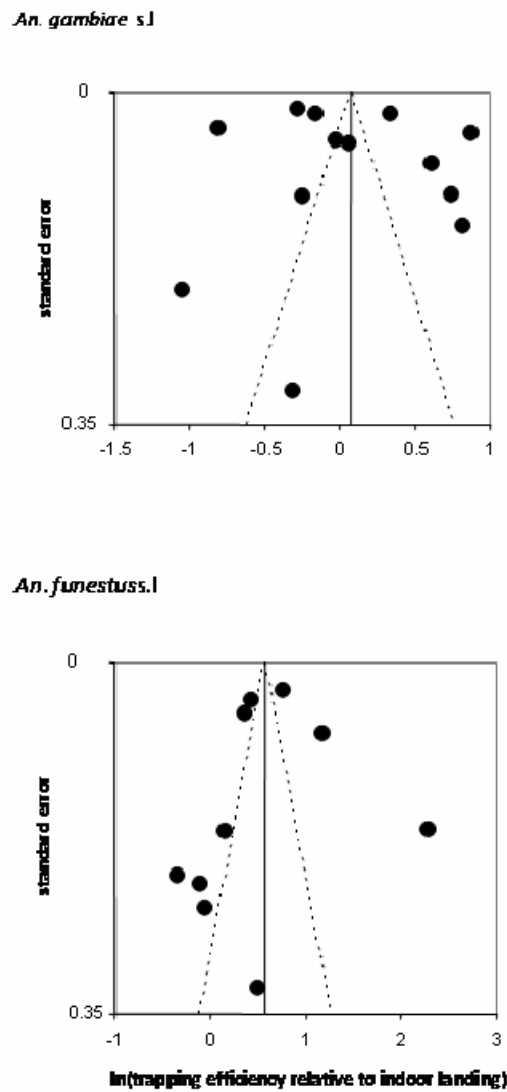 An. gambiae s.l
0
standard error
0.35
-1.5 -1 -0.5 0 0.5 1
An. funestus s.l
0
standard error
0.35
-1 0 1 2 3
ln(trapping efficiency relative to indoor landing)